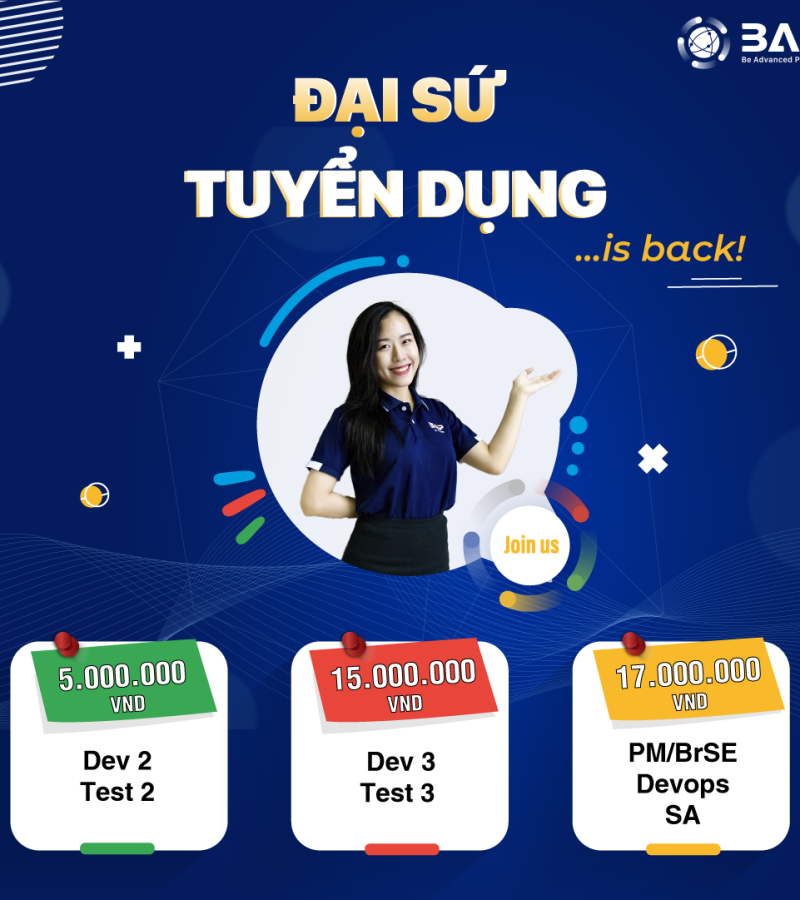 BA
Be Advanced P
ĐẠI SỨ
TUYỂN DỤNG
...is back!
Join us
5.000.000
VND
Dev 2
Test 2
15.000.000
VND
Dev 3
Test 3
17.000.000
VND
PM/BrSE
Devops
SA